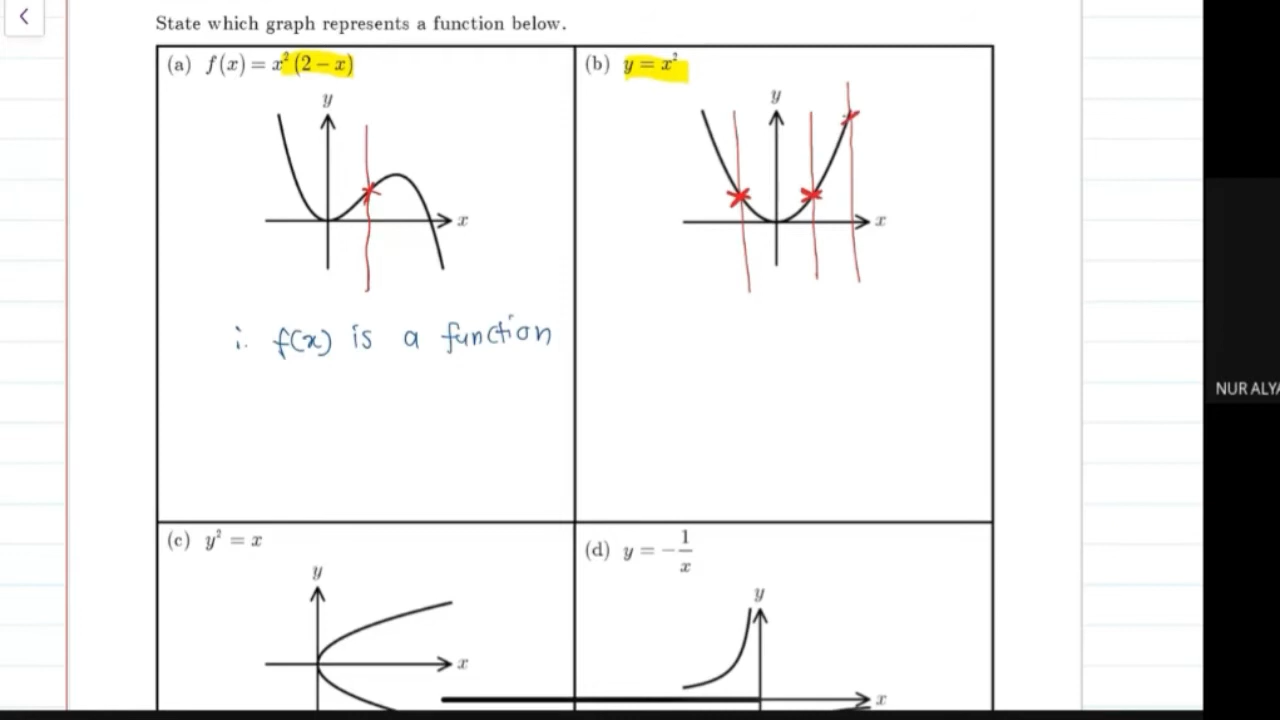 State which graph represents a function below.
(a) f(x) = x² (2 − x)
y
x
i. f(x) is a function
(b) y = x²
y
x
(c) y² = x
y
x
(d) y = − 1/x
y
x
NUR ALYA